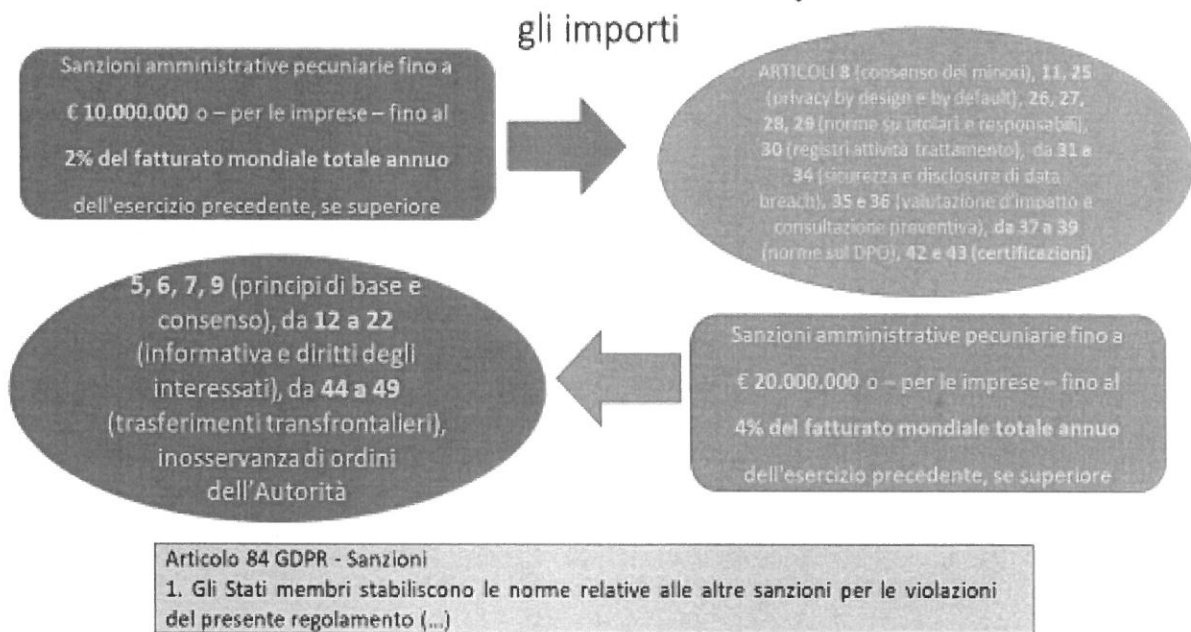 gli importi
Sanzioni amministrative pecuniarie fino a
€ 10.000.000 o – per le imprese – fino al
2% del fatturato mondiale totale annuo
dell'esercizio precedente, se superiore
ARTICOLI 8 (consenso dei minori), 11, 25
(privacy by design e by default), 26, 27,
28, 29 (norme su titolari e responsabili),
30 (registri attività trattamento), da 31 a
34 (sicurezza e disclosure di data
breach), 35 e 36 (valutazione d'impatto e
consultazione preventiva), da 37 a 39
(norme sul DPO), 42 e 43 (certificazioni)
5, 6, 7, 9 (principi di base e
consenso), da 12 a 22
(informativa e diritti degli
interessati), da 44 a 49
(trasferimenti transfrontalieri),
inosservanza di ordini
dell'Autorità
Sanzioni amministrative pecuniarie fino a
€ 20.000.000 o – per le imprese – fino al
4% del fatturato mondiale totale annuo
dell'esercizio precedente, se superiore
Articolo 84 GDPR - Sanzioni
1. Gli Stati membri stabiliscono le norme relative alle altre sanzioni per le violazioni
del presente regolamento (...)